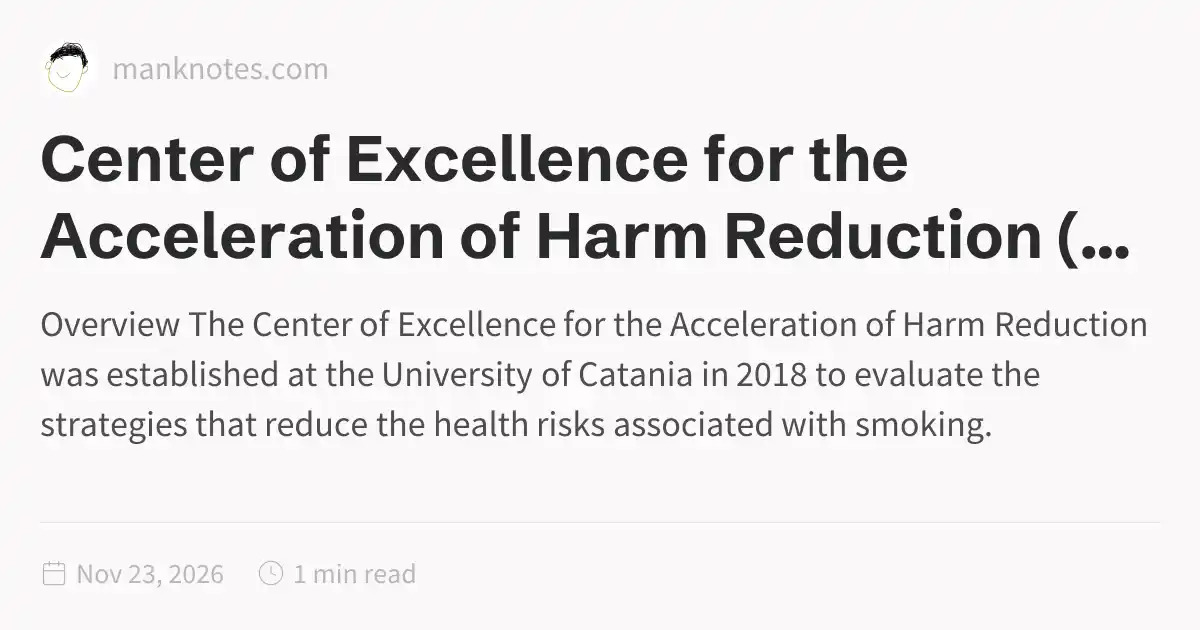 manknotes.com
Center of Excellence for the
Acceleration of Harm Reduction (...
Overview The Center of Excellence for the Acceleration of Harm Reduction
was established at the University of Catania in 2018 to evaluate the
strategies that reduce the health risks associated with smoking.
Nov 23, 2026 1 min read